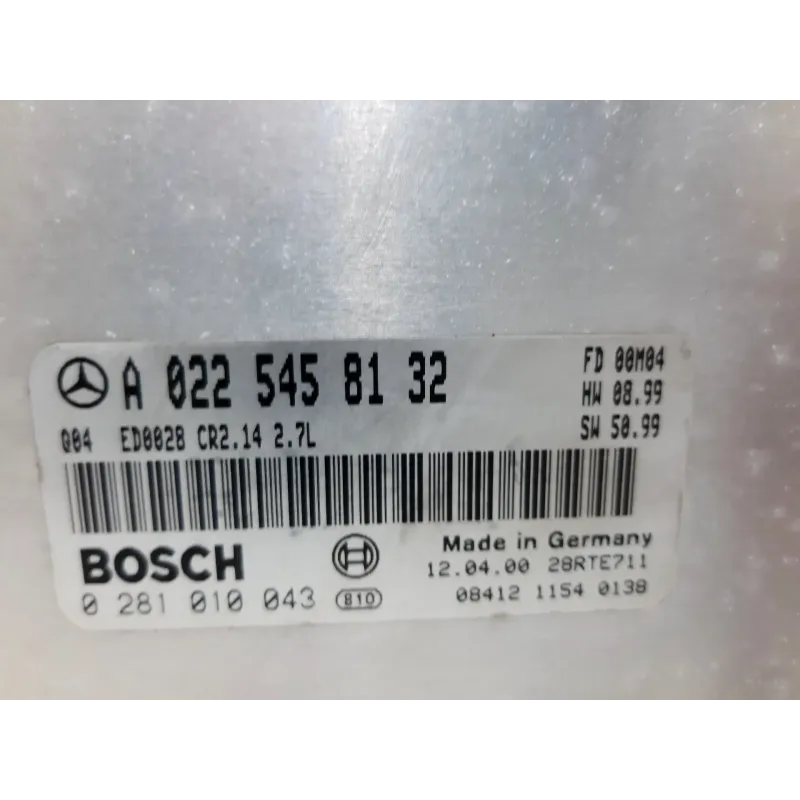 A 022 545 81 32
FD 00M04
HW 08.99
SW 50.99
Q04 ED0028 CR2.14 2.7L
BOSCH
0 281 010 043
810
Made in Germany
12.04.00 28RTE711
08412 1154 0138